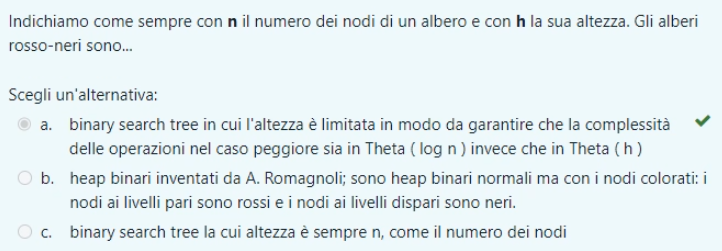 Indichiamo come sempre con n il numero dei nodi di un albero e con h la sua altezza. Gli alberi
rosso-neri sono...
Scegli un'alternativa:
a. binary search tree in cui l'altezza è limitata in modo da garantire che la complessità
delle operazioni nel caso peggiore sia in Theta ( log n ) invece che in Theta ( h )
b. heap binari inventati da A. Romagnoli; sono heap binari normali ma con i nodi colorati: i
nodi ai livelli pari sono rossi e i nodi ai livelli dispari sono neri.
c. binary search tree la cui altezza è sempre n, come il numero dei nodi